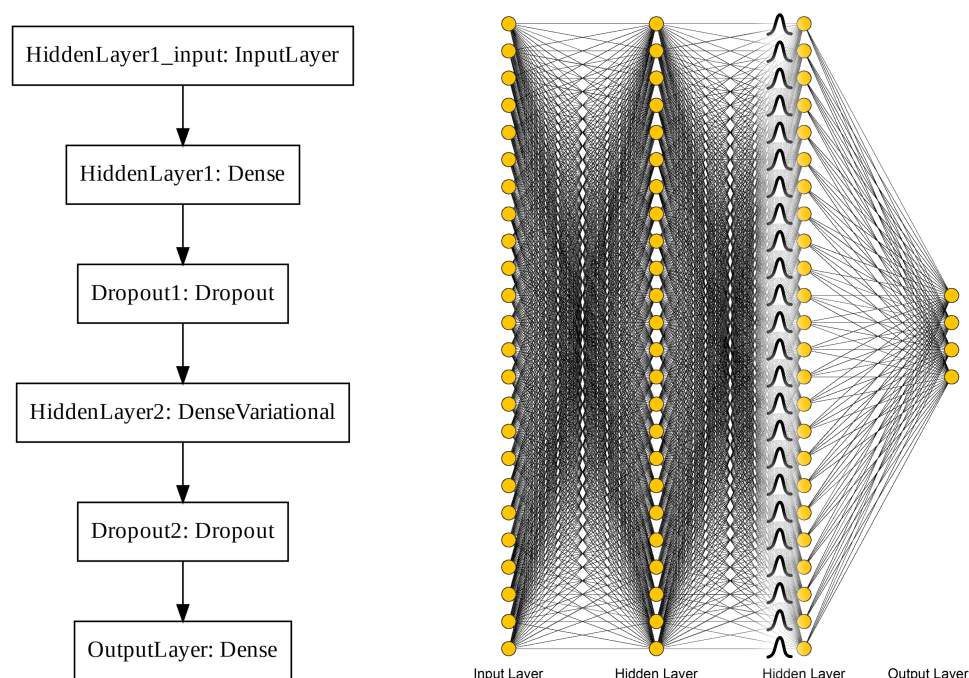 HiddenLayer1_input: InputLayer
HiddenLayer1: Dense
Dropout1: Dropout
HiddenLayer2: DenseVariational
Dropout2: Dropout
OutputLayer: Dense
Input Layer
Hidden Layer
Hidden Layer
Output Layer